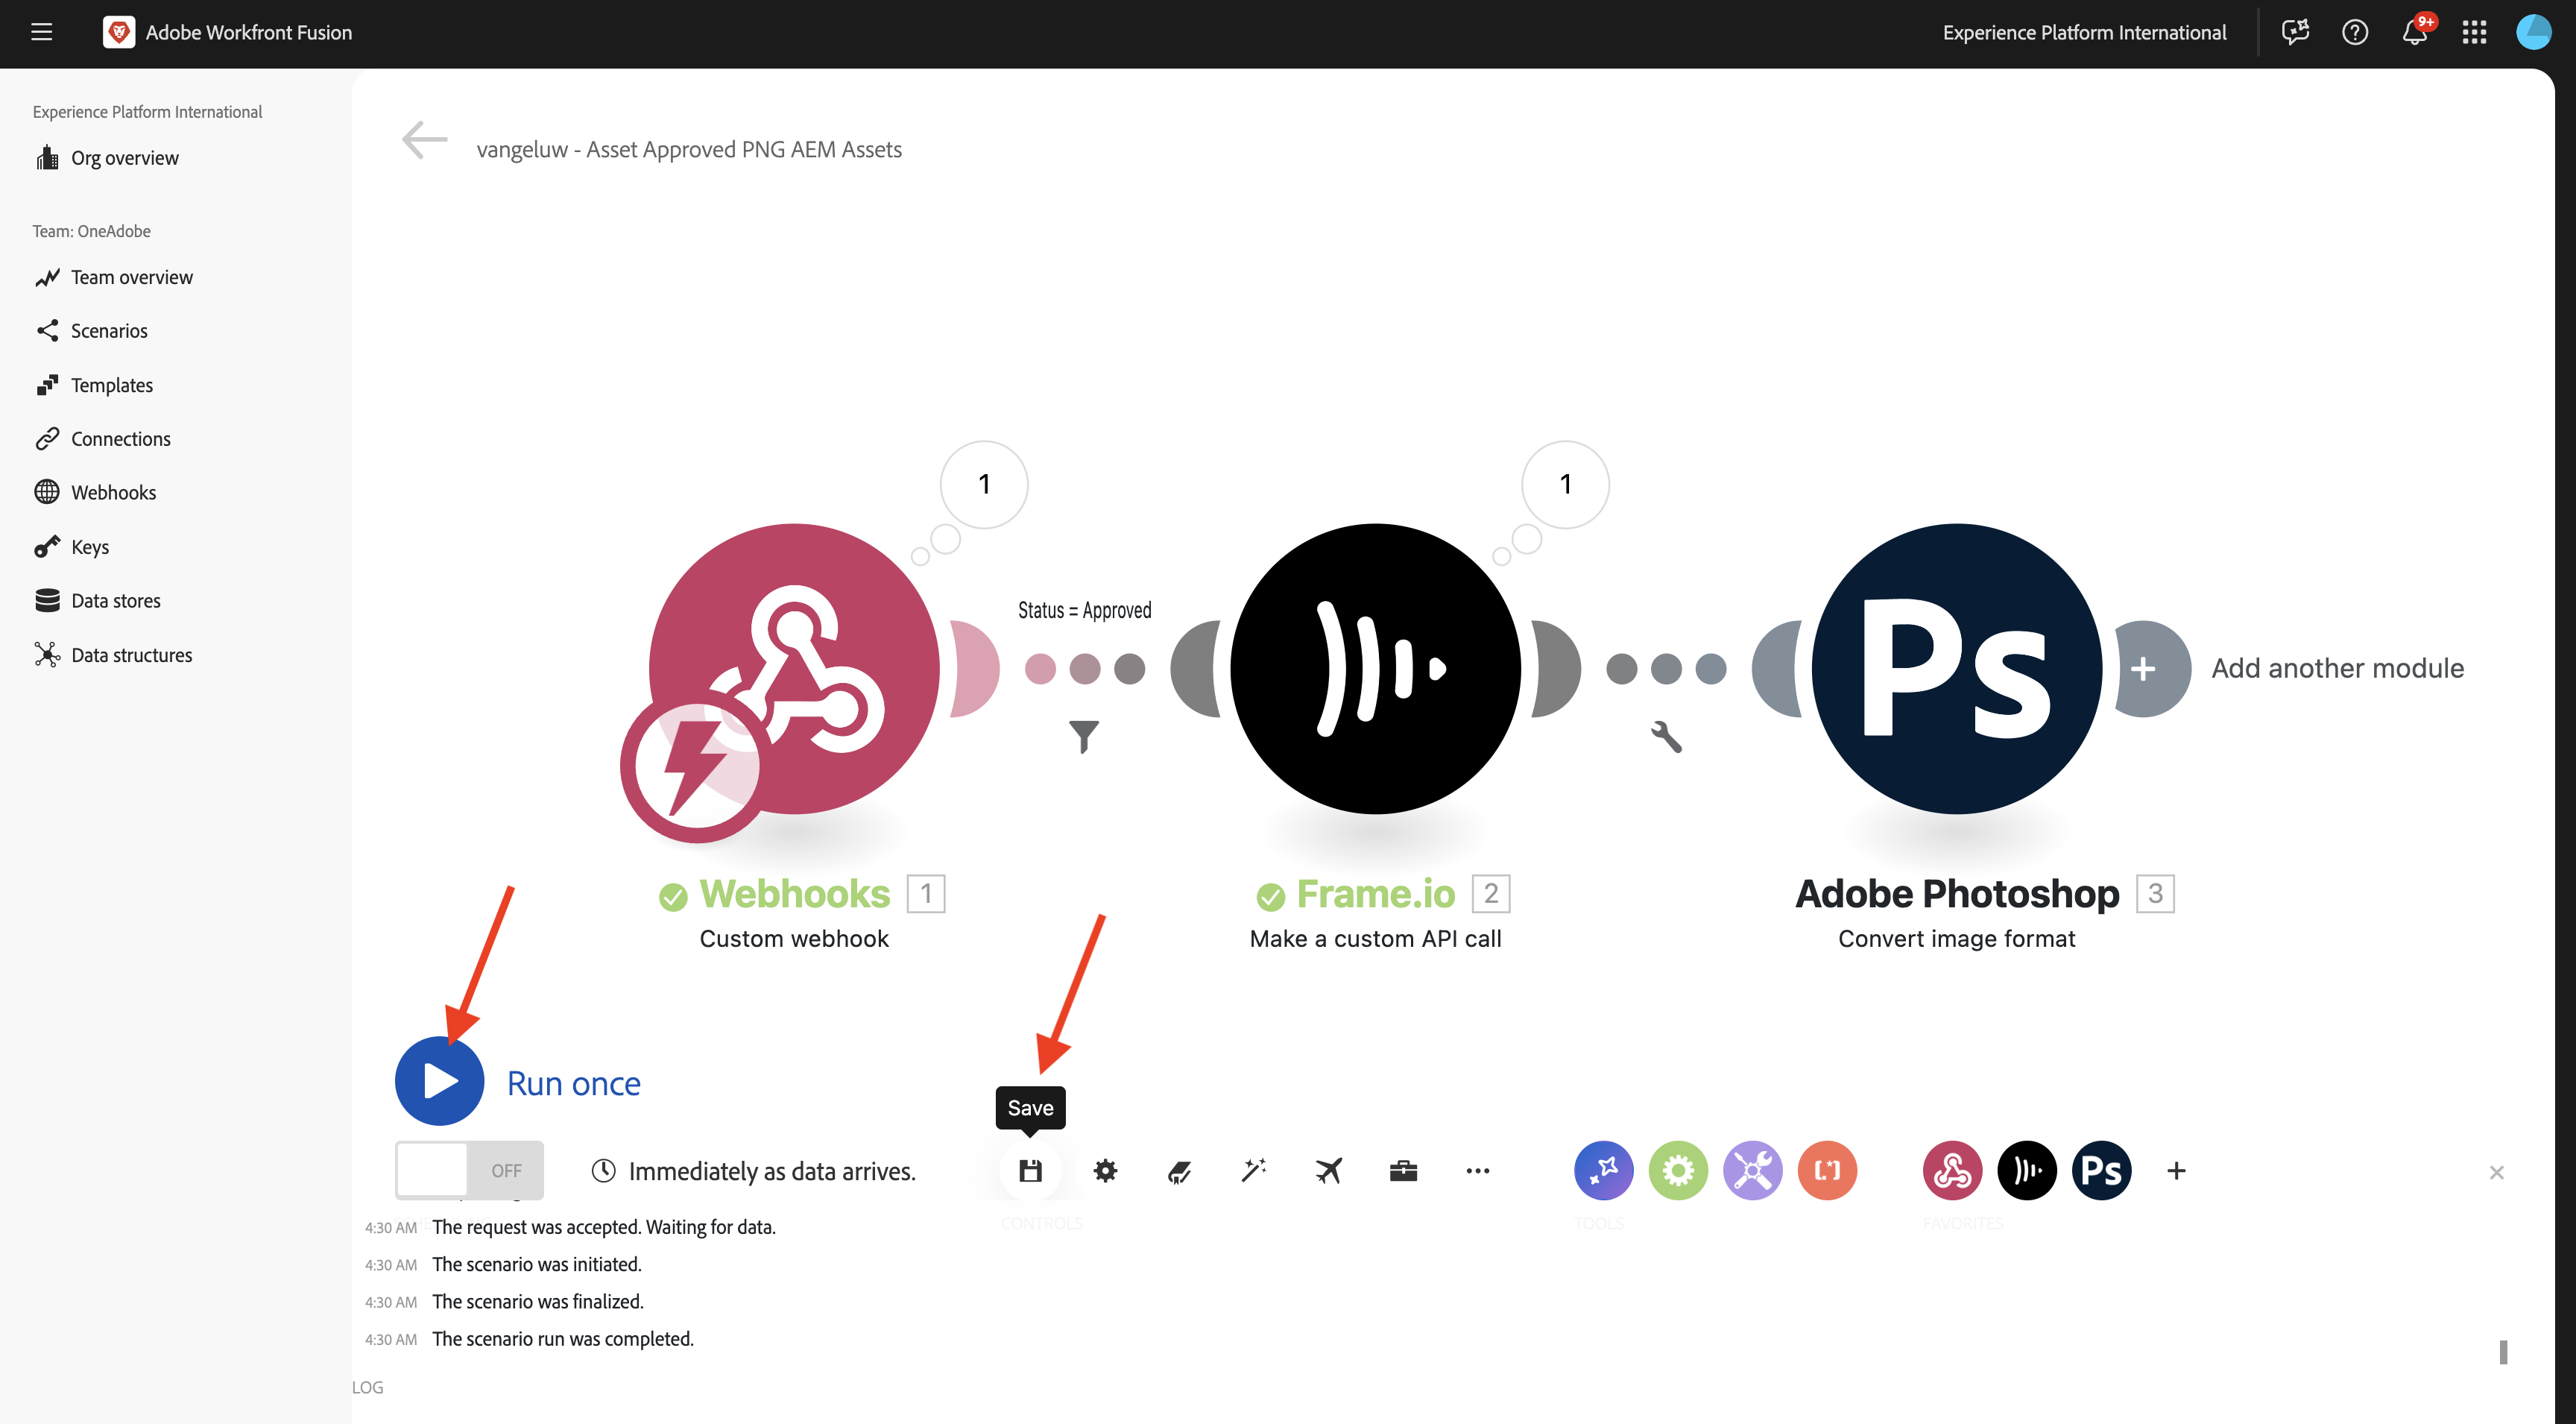 Adobe Workfront Fusion
Experience Platform International
9+
Experience Platform International
Org overview
Team: OneAdobe
Team overview
Scenarios
Templates
Connections
Webhooks
Keys
Data stores
Data structures
vangeluw - Asset Approved PNG AEM Assets
1
1
Status = Approved
Ps
Add another module
Webhooks 1
Custom webhook
Frame.io 2
Make a custom API call
Adobe Photoshop 3
Convert image format
Run once
Save
OFF
Immediately as data arrives.
Ps
CONTROLS
TOOLS
FAVORITES
4:30 AM The request was accepted. Waiting for data.
4:30 AM The scenario was initiated.
4:30 AM The scenario was finalized.
4:30 AM The scenario run was completed.
LOG